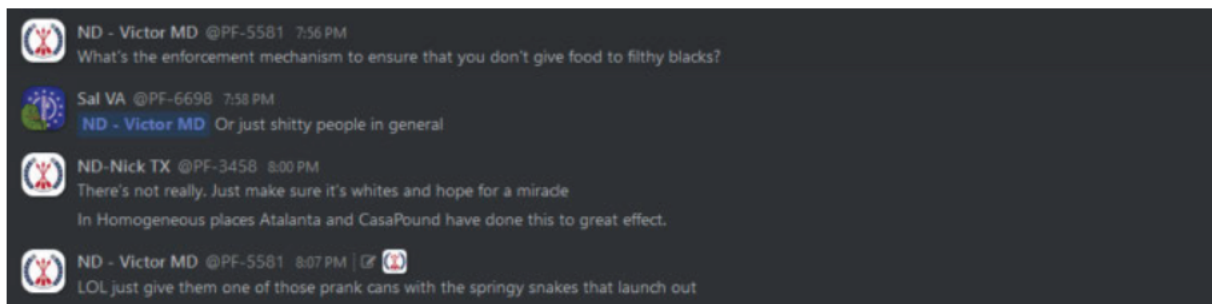 ND - Victor MD @PF-5581 7:56 PM
What's the enforcement mechanism to ensure that you don't give food to filthy blacks?
Sal VA @PF-6698 7:58 PM
ND - Victor MD Or just shitty people in general
ND-Nick TX @PF-3458 8:00 PM
There's not really. Just make sure it's whites and hope for a miracle
In Homogeneous places Atalanta and CasaPound have done this to great effect.
ND - Victor MD @PF-5581 8:07 PM
LOL just give them one of those prank cans with the springy snakes that launch out